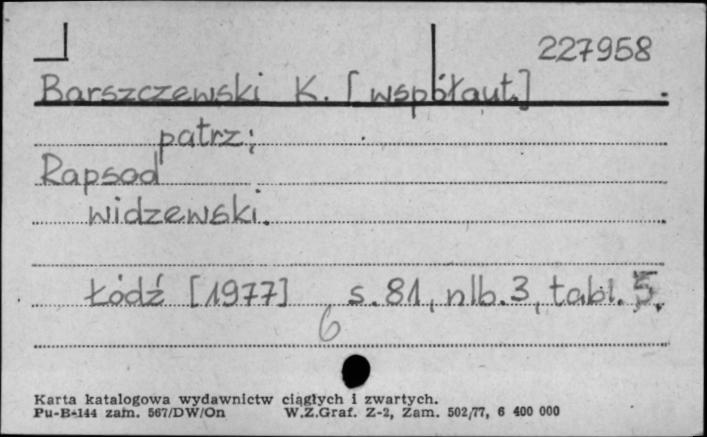 227958
Barszczewski K. [współaut.]
patrz:
Rapsod
widzewski.
Łódź [1977] s. 81, nlb. 3, tabl. 5.
6
Karta katalogowa wydawnictw ciągłych i zwartych.
Pu-B-144 zam. 567/DW/On W.Z.Graf. Z-2, Zam. 502/77, 6 400 000